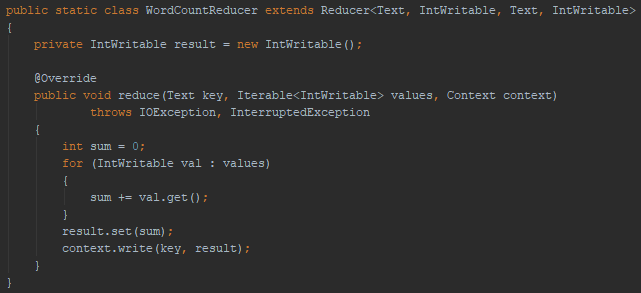 public static class WordCountReducer extends Reducer<Text, IntWritable, Text, IntWritable>
{
    private IntWritable result = new IntWritable();

    @Override
    public void reduce(Text key, Iterable<IntWritable> values, Context context)
            throws IOException, InterruptedException
    {
        int sum = 0;
        for (IntWritable val : values)
        {
            sum += val.get();
        }
        result.set(sum);
        context.write(key, result);
    }
}